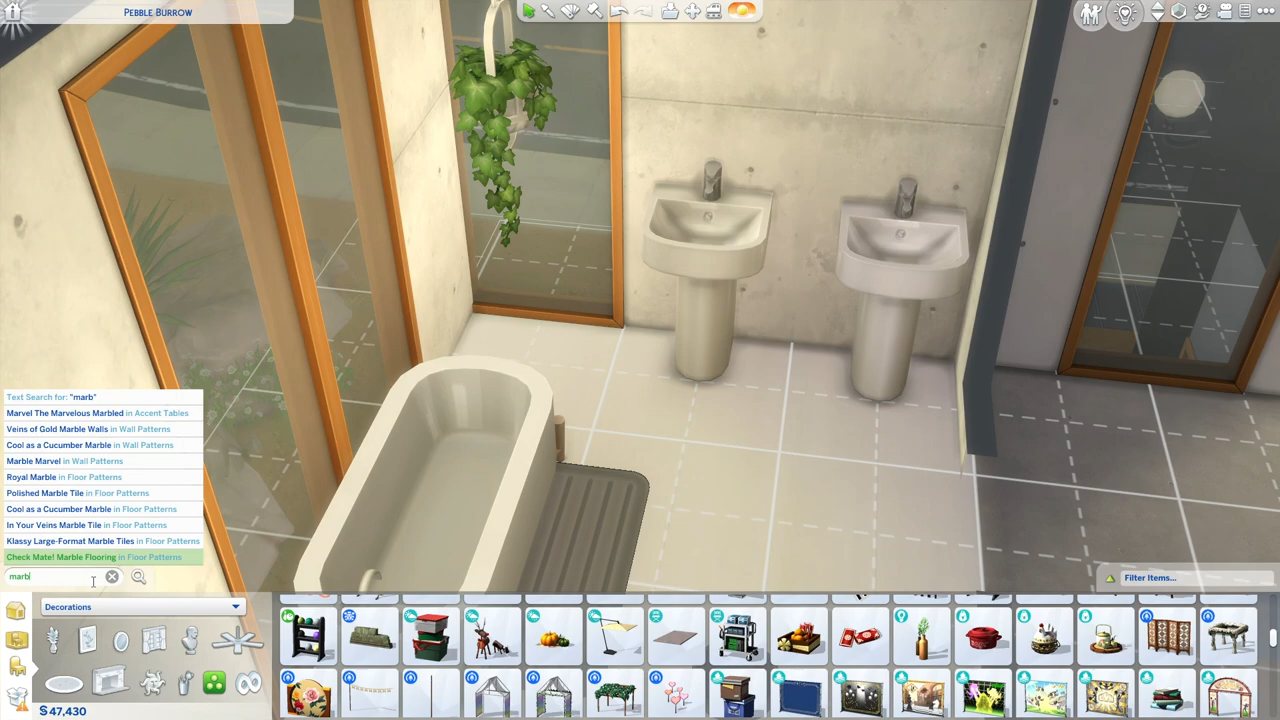 PEBBLE BURROW
Text Search for: "marb"
Marvel The Marvelous Marbled in Accent Tables
Veins of Gold Marble Walls in Wall Patterns
Cool as a Cucumber Marble in Wall Patterns
Marble Marvel in Wall Patterns
Royal Marble in Floor Patterns
Polished Marble Tile in Floor Patterns
Cool as a Cucumber Marble in Floor Patterns
In Your Veins Marble Tile in Floor Patterns
Klassy Large-Format Marble Tiles in Floor Patterns
Check Mate! Marble Flooring in Floor Patterns
marb
Filter Items...
Decorations
§47,430